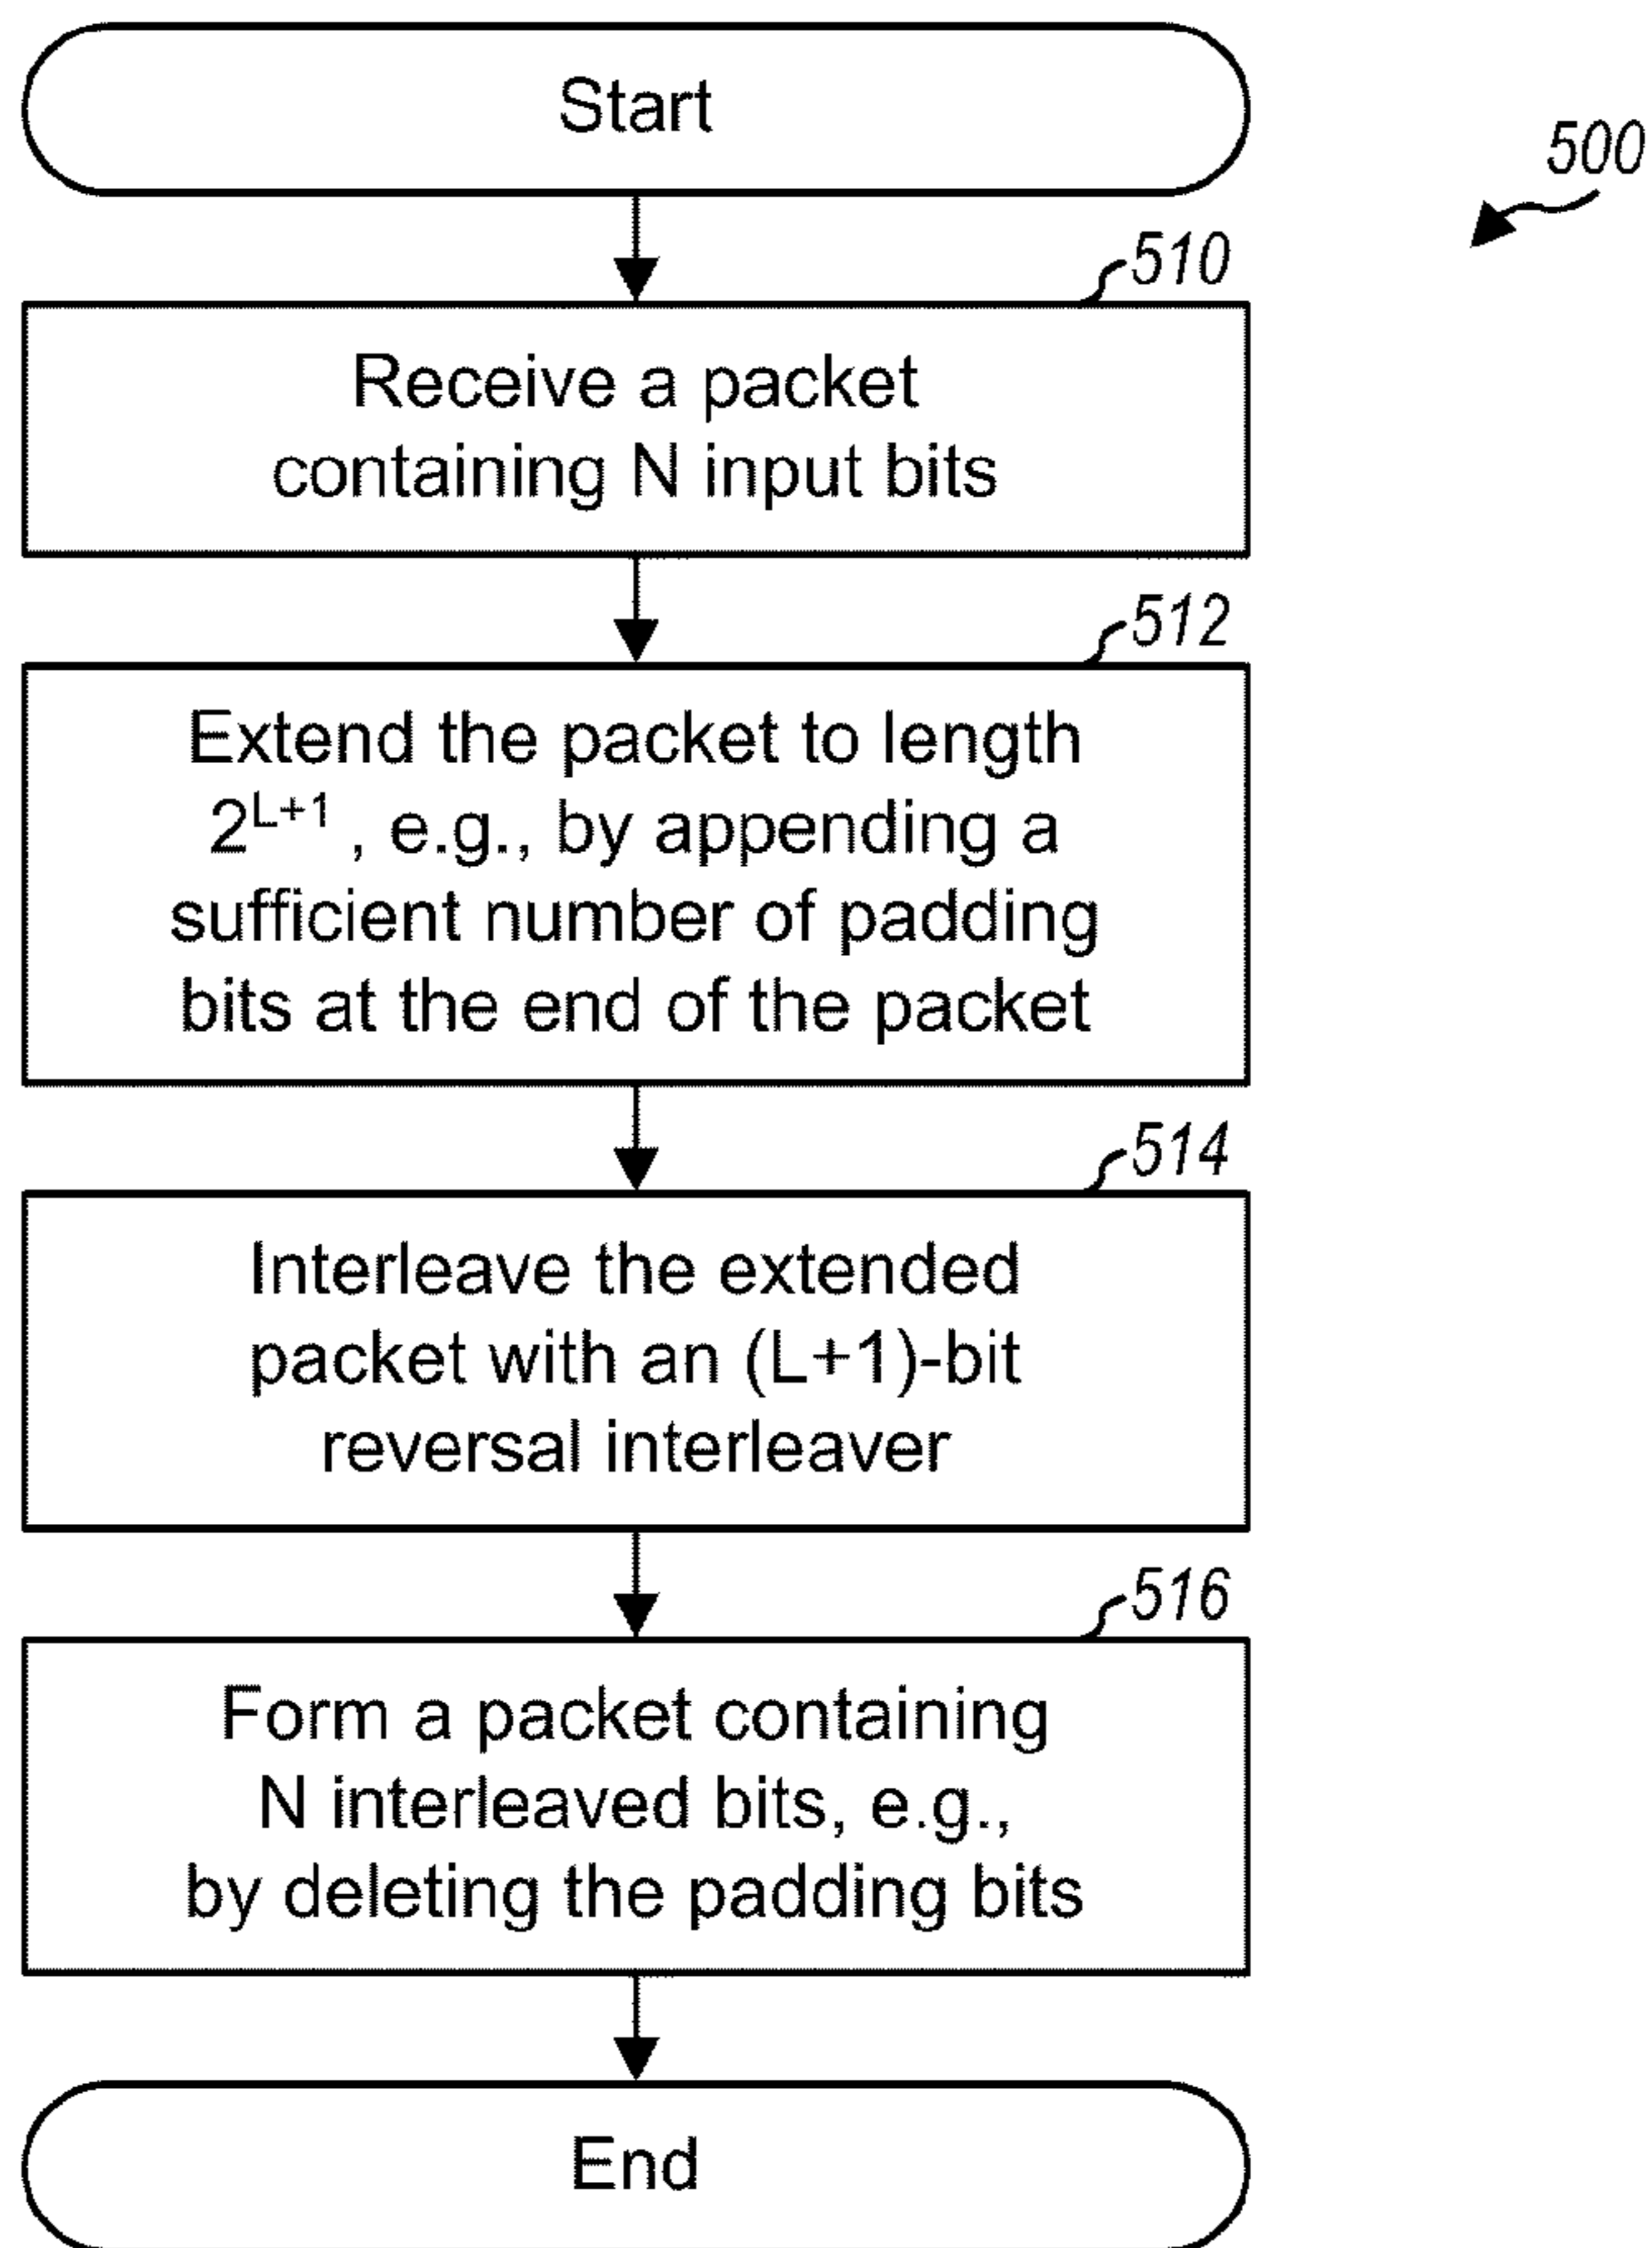 Start
500
510
Receive a packet
containing N input bits
512
Extend the packet to length
2^{L+1} , e.g., by appending a
sufficient number of padding
bits at the end of the packet
514
Interleave the extended
packet with an (L+1)-bit
reversal interleaver
516
Form a packet containing
N interleaved bits, e.g.,
by deleting the padding bits
End